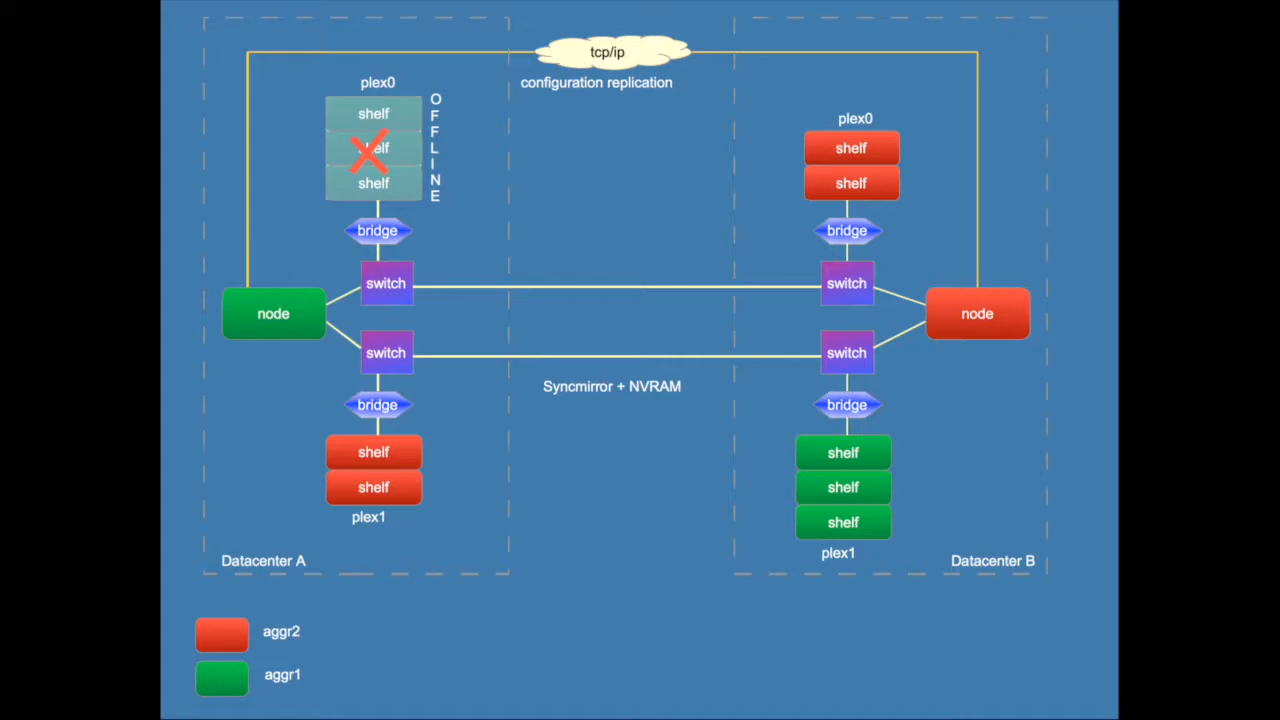 tcp/ip
configuration replication
plex0
shelf
shelf
shelf
OFFLINE
bridge
switch
node
switch
bridge
shelf
shelf
plex1
Datacenter A
Syncmirror + NVRAM
plex0
shelf
shelf
bridge
switch
node
switch
bridge
shelf
shelf
shelf
plex1
Datacenter B
aggr2
aggr1